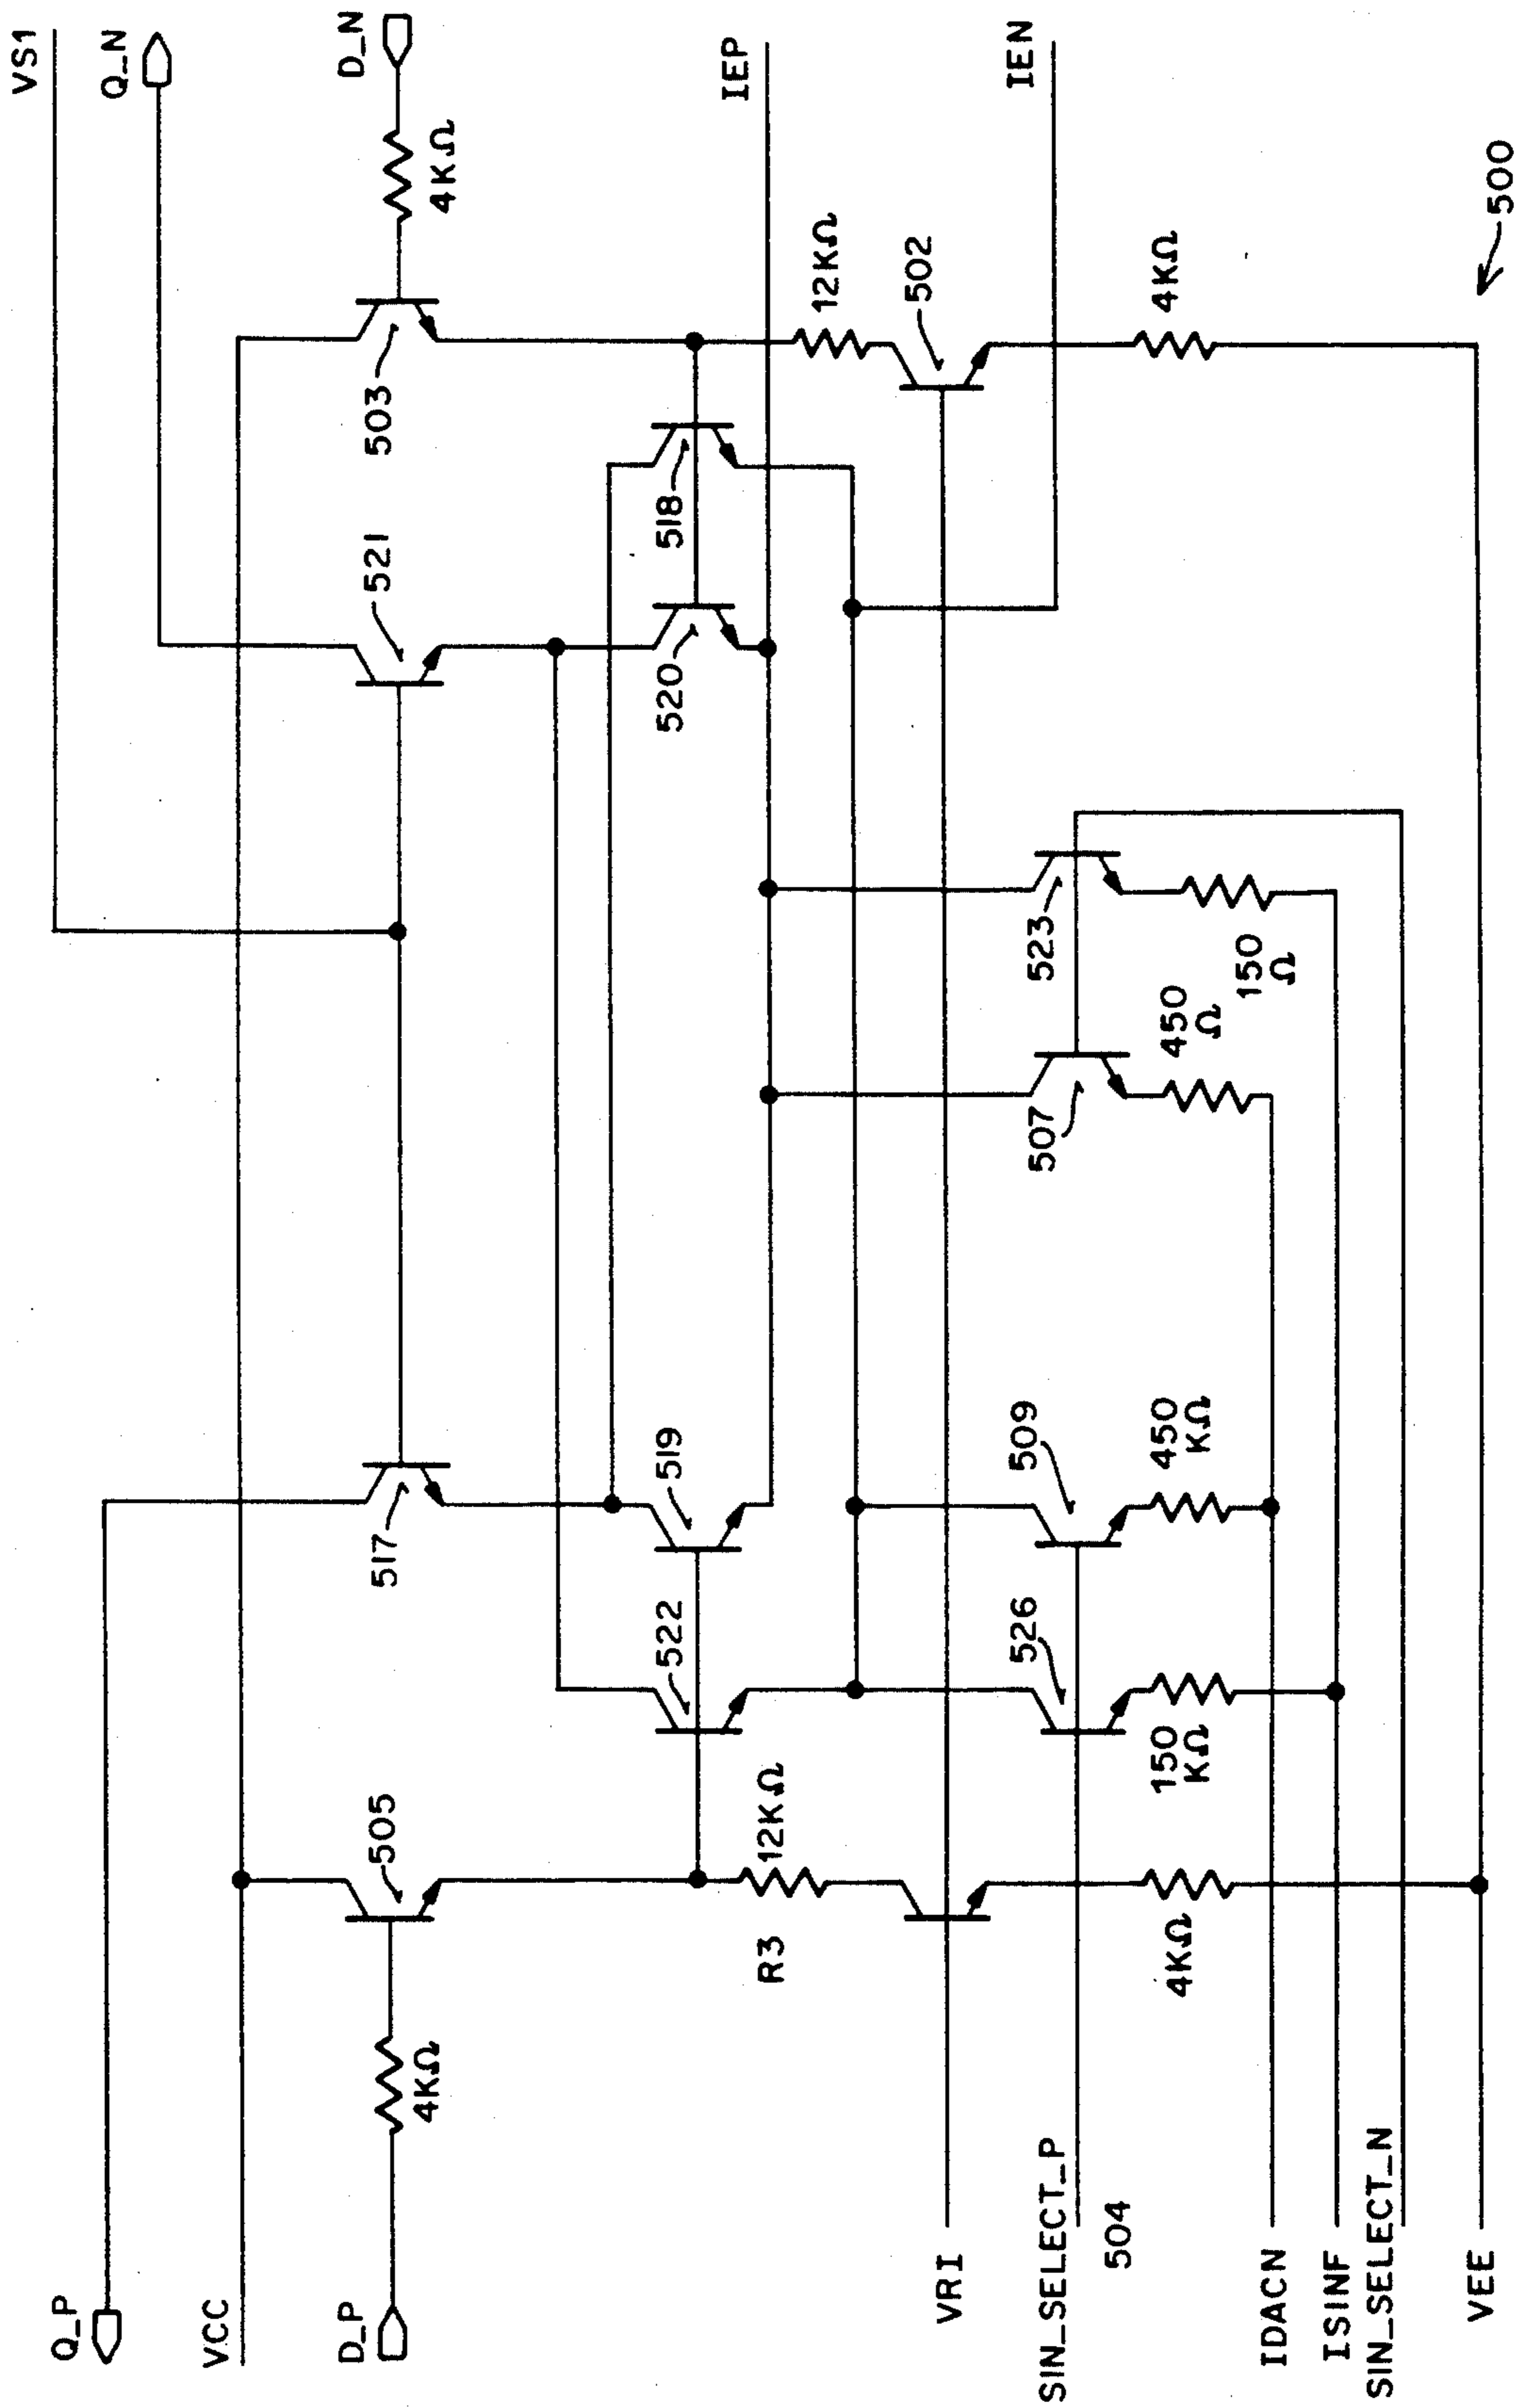 VS1
Q_N
D_N
4KΩ
503
521
IEP
IEN
12KΩ
502
4KΩ
500
518
520
523
150
Ω
450
Ω
507
517
519
509
450
KΩ
522
526
150
KΩ
505
12KΩ
R3
4KΩ
4KΩ
Q_P
VCC
D_P
VRI
SIN_SELECT_P
504
IDACN
ISINF
SIN_SELECT_N
VEE